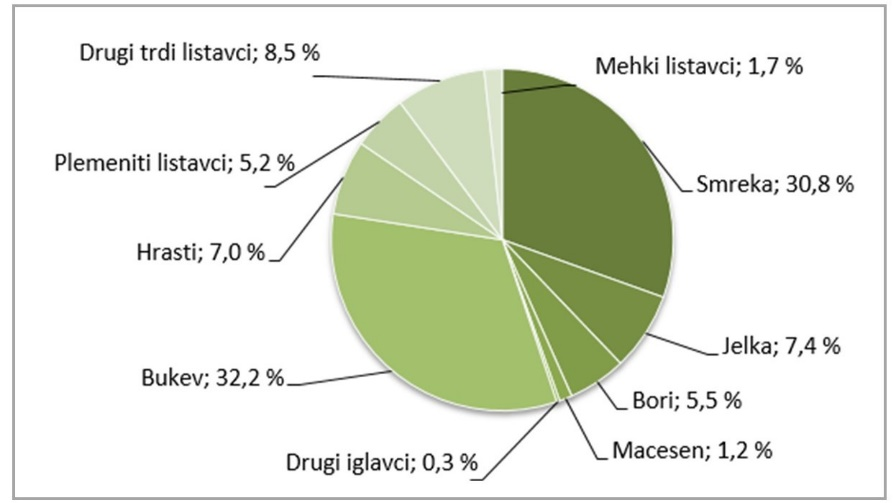 Drugi trdi listavci; 8,5 %
Mehki listavci; 1,7 %
Plemeniti listavci; 5,2 %
Smreka; 30,8 %
Hrasti; 7,0 %
Jelka; 7,4 %
Bukev; 32,2 %
Bori; 5,5 %
Macesen; 1,2 %
Drugi iglavci; 0,3 %